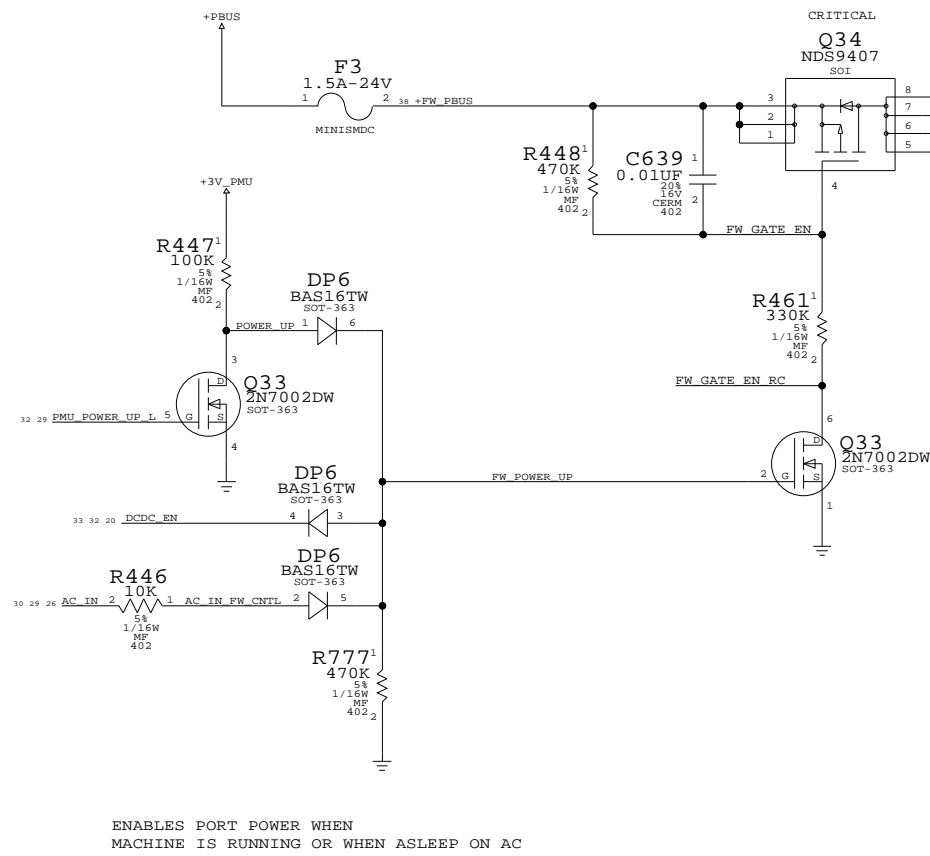 +PBUS
F3
1.5A-24V
1
2
38 +FW_PBUS
MINISMDC
CRITICAL
Q34
NDS9407
SOI
3
2
1
8
7
6
5
4
R448
1
470K
5%
1/16W
MF
402
2
C639
1
0.01UF
20%
16V
CERM
402
2
FW_GATE_EN
+3V_PMU
R447
1
100K
5%
1/16W
MF
402
2
DP6
BAS16TW
SOT-363
POWER_UP
1
6
R461
1
330K
5%
1/16W
MF
402
2
3
Q33
2N7002DW
SOT-363
D
G
S
32 29 PMU_POWER_UP_L 5
4
FW_GATE_EN_RC
6
Q33
2N7002DW
SOT-363
D
G
S
2
1
FW_POWER_UP
DP6
BAS16TW
SOT-363
33 32 20 DCDC_EN
4
3
DP6
BAS16TW
SOT-363
R446
10K
30 29 26 AC_IN 2
1 AC_IN_FW_CNTL 2
5
5%
1/16W
MF
402
R777
1
470K
5%
1/16W
MF
402
2
ENABLES PORT POWER WHEN
MACHINE IS RUNNING OR WHEN ASLEEP ON AC